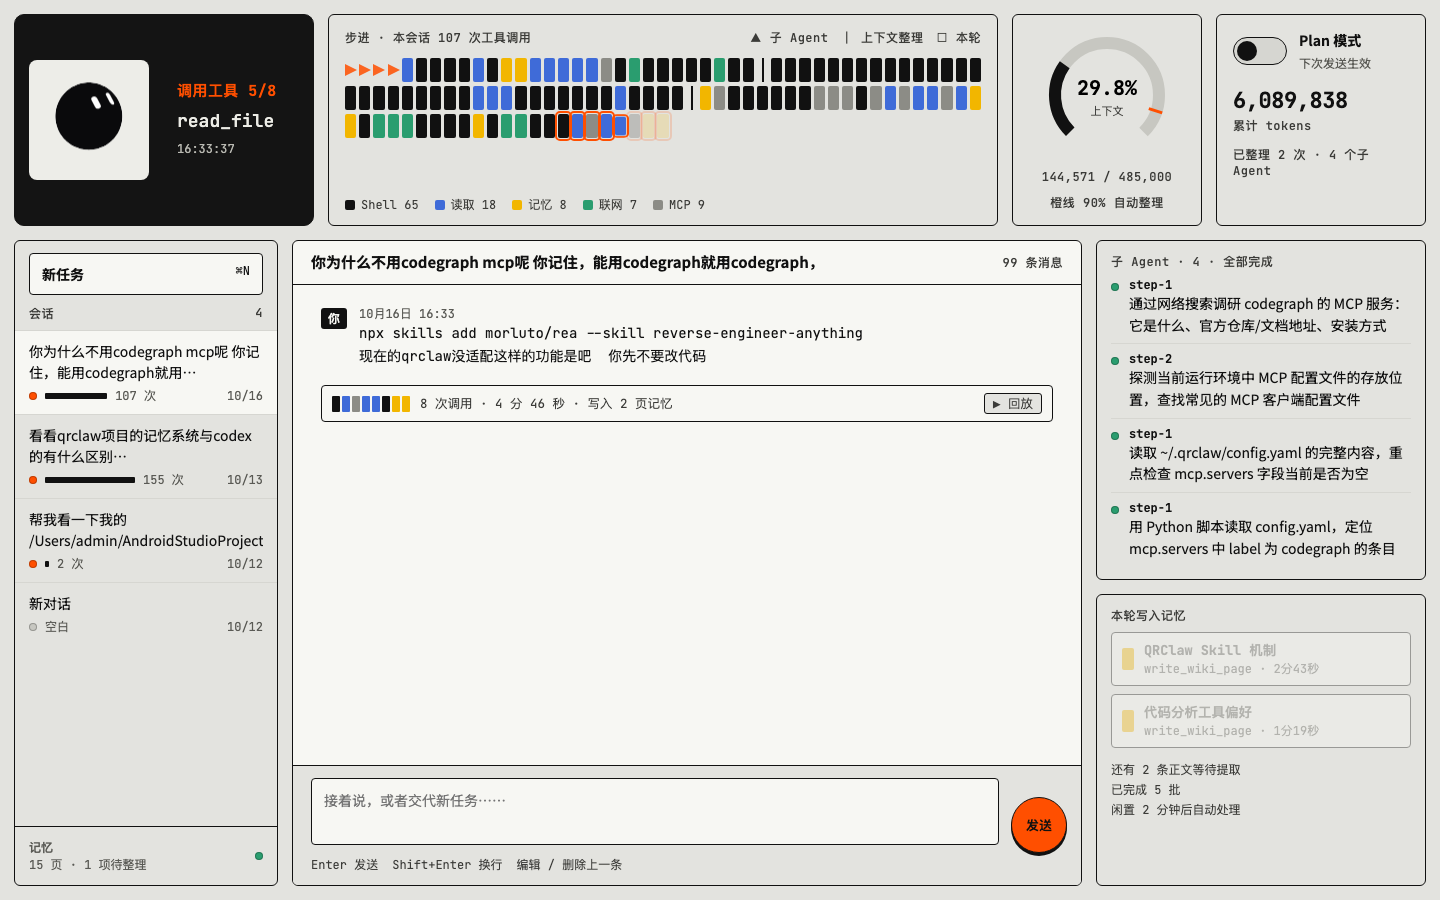 调用工具 5/8
read_file
16:33:37
步进 · 本会话 107 次工具调用
▲ 子 Agent | 上下文整理 □ 本轮
Shell 65 读取 18 记忆 8 联网 7 MCP 9
29.8%
上下文
144,571 / 485,000
橙线 90% 自动整理
Plan 模式
下次发送生效
6,089,838
累计 tokens
已整理 2 次 · 4 个子
Agent
新任务 ⌘N
会话 4
你为什么不用codegraph mcp呢 你记
住，能用codegraph就用…
107 次 10/16
看看qrclaw项目的记忆系统与codex
的有什么区别…
155 次 10/13
帮我看一下我的
/Users/admin/AndroidStudioProject
2 次 10/12
新对话
空白 10/12
记忆
15 页 · 1 项待整理
你为什么不用codegraph mcp呢 你记住，能用codegraph就用codegraph，
99 条消息
你
10月16日 16:33
npx skills add morluto/rea --skill reverse-engineer-anything
现在的qrclaw没适配这样的功能是吧 你先不要改代码
8 次调用 · 4 分 46 秒 · 写入 2 页记忆
▶ 回放
接着说，或者交代新任务……
发送
Enter 发送 Shift+Enter 换行 编辑 / 删除上一条
子 Agent · 4 · 全部完成
step-1
通过网络搜索调研 codegraph 的 MCP 服务：
它是什么、官方仓库/文档地址、安装方式
step-2
探测当前运行环境中 MCP 配置文件的存放位
置，查找常见的 MCP 客户端配置文件
step-1
读取 ~/.qrclaw/config.yaml 的完整内容，重
点检查 mcp.servers 字段当前是否为空
step-1
用 Python 脚本读取 config.yaml，定位
mcp.servers 中 label 为 codegraph 的条目
本轮写入记忆
QRClaw Skill 机制
write_wiki_page · 2分43秒
代码分析工具偏好
write_wiki_page · 1分19秒
还有 2 条正文等待提取
已完成 5 批
闲置 2 分钟后自动处理